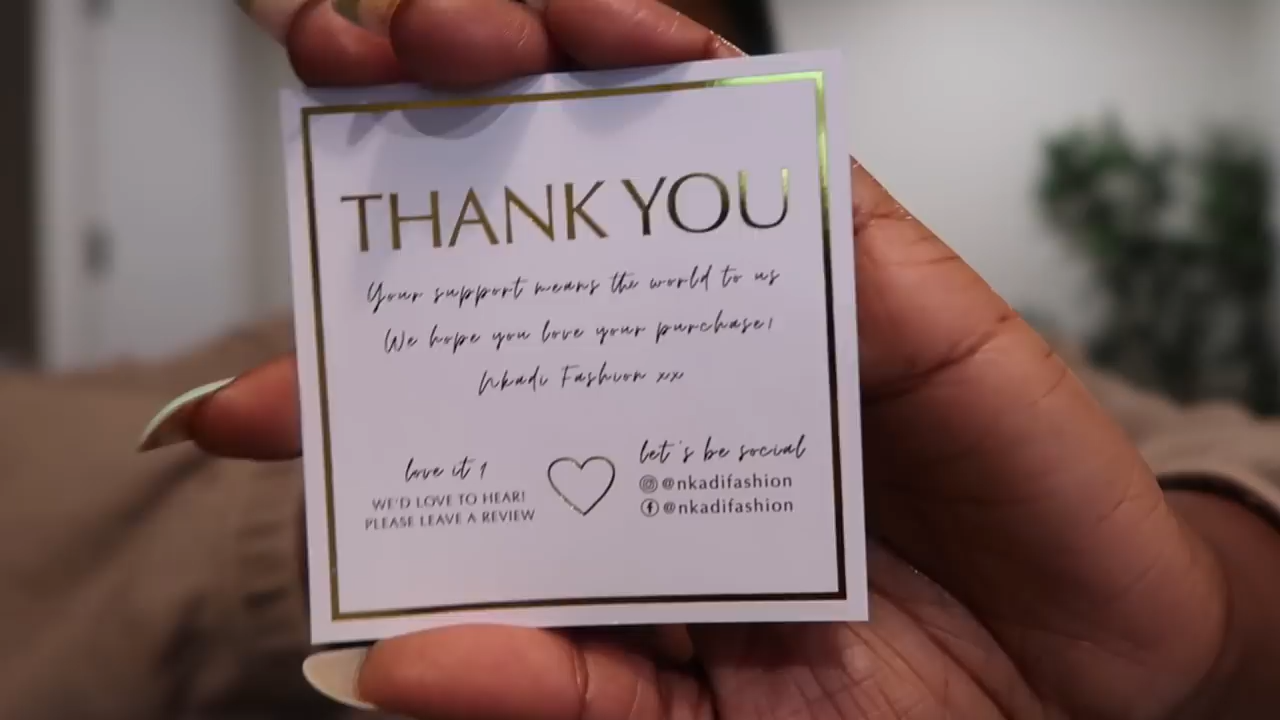 THANK YOU
Your support means the world to us
We hope you love your purchase!
Nkadi Fashion xx
love it ?
WE'D LOVE TO HEAR!
PLEASE LEAVE A REVIEW
let's be social
@nkadifashion
@nkadifashion